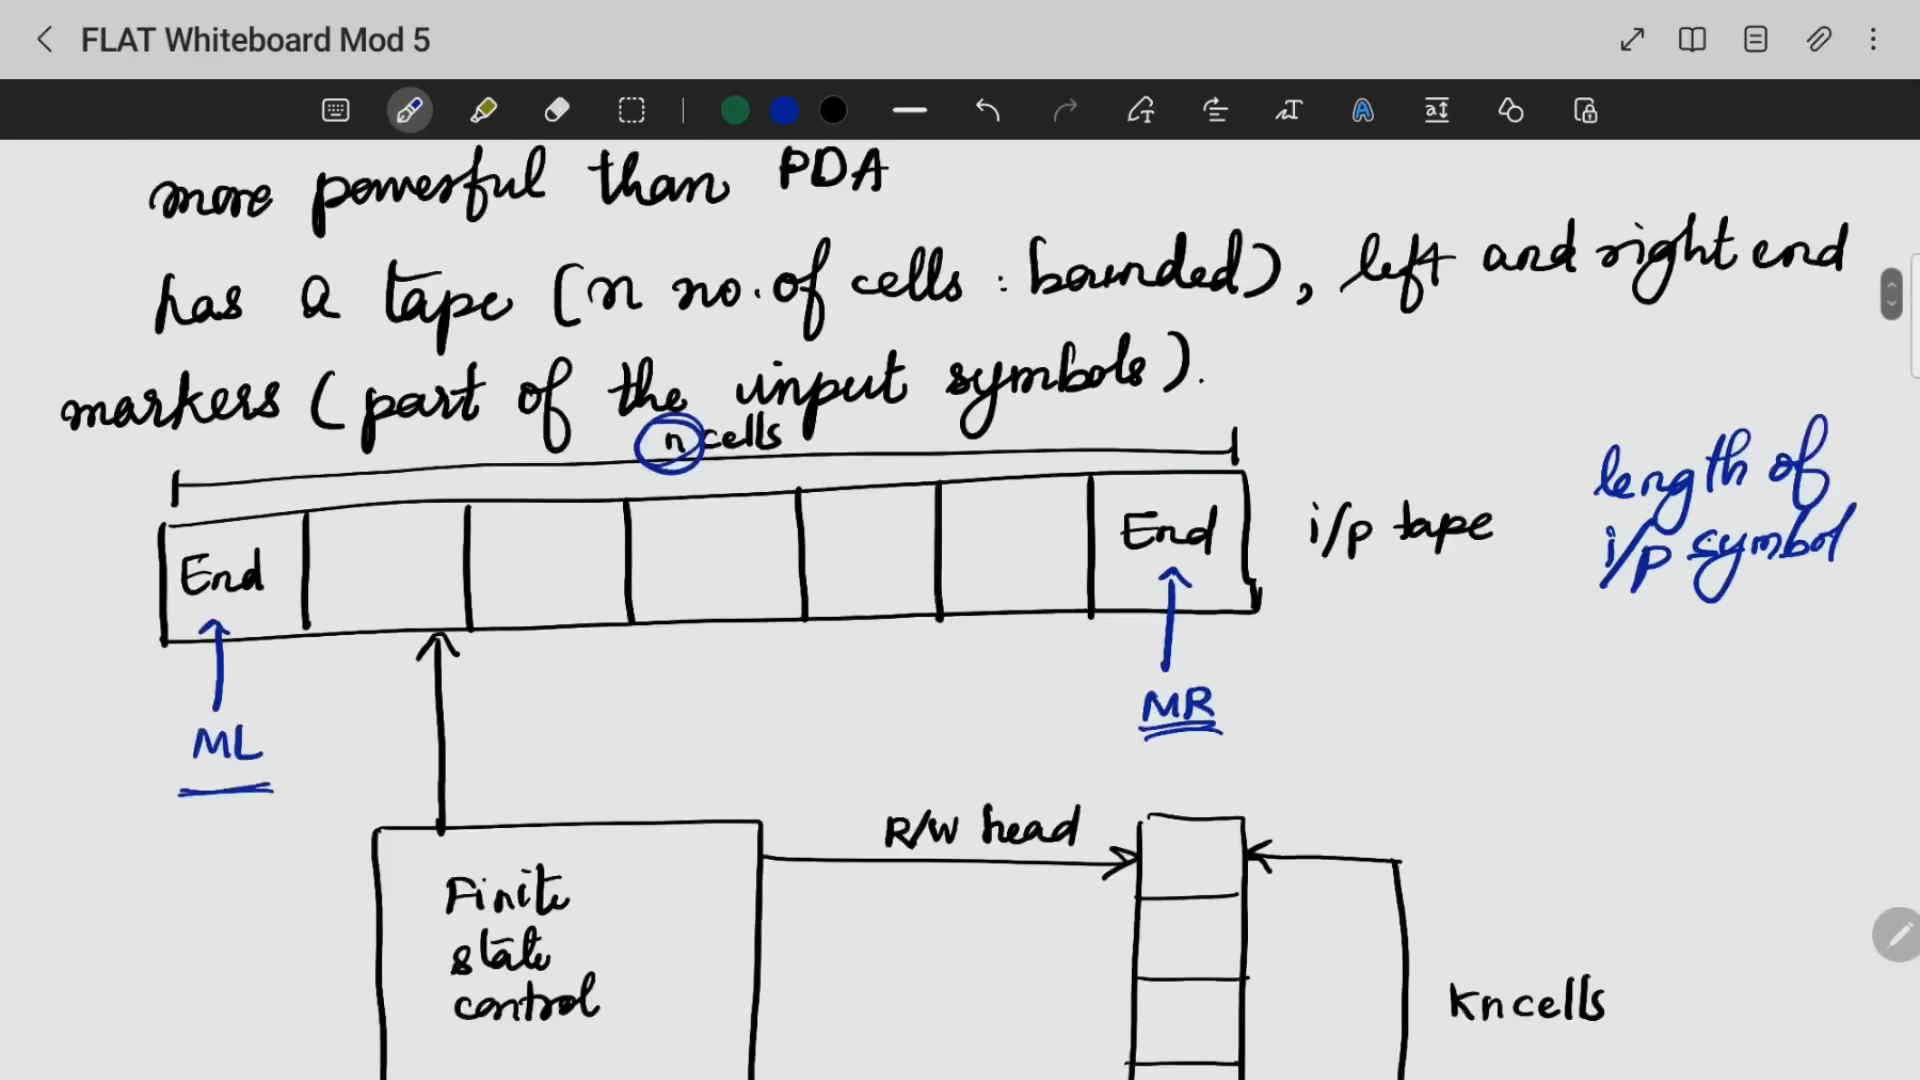 FLAT Whiteboard Mod 5
more powerful than PDA
has a tape (n no. of cells : bounded), left and right end
markers (part of the input symbols).
n cells
End
End
i/p tape
length of
i/p symbol
ML
MR
R/W head
Finite
state
control
Kn cells